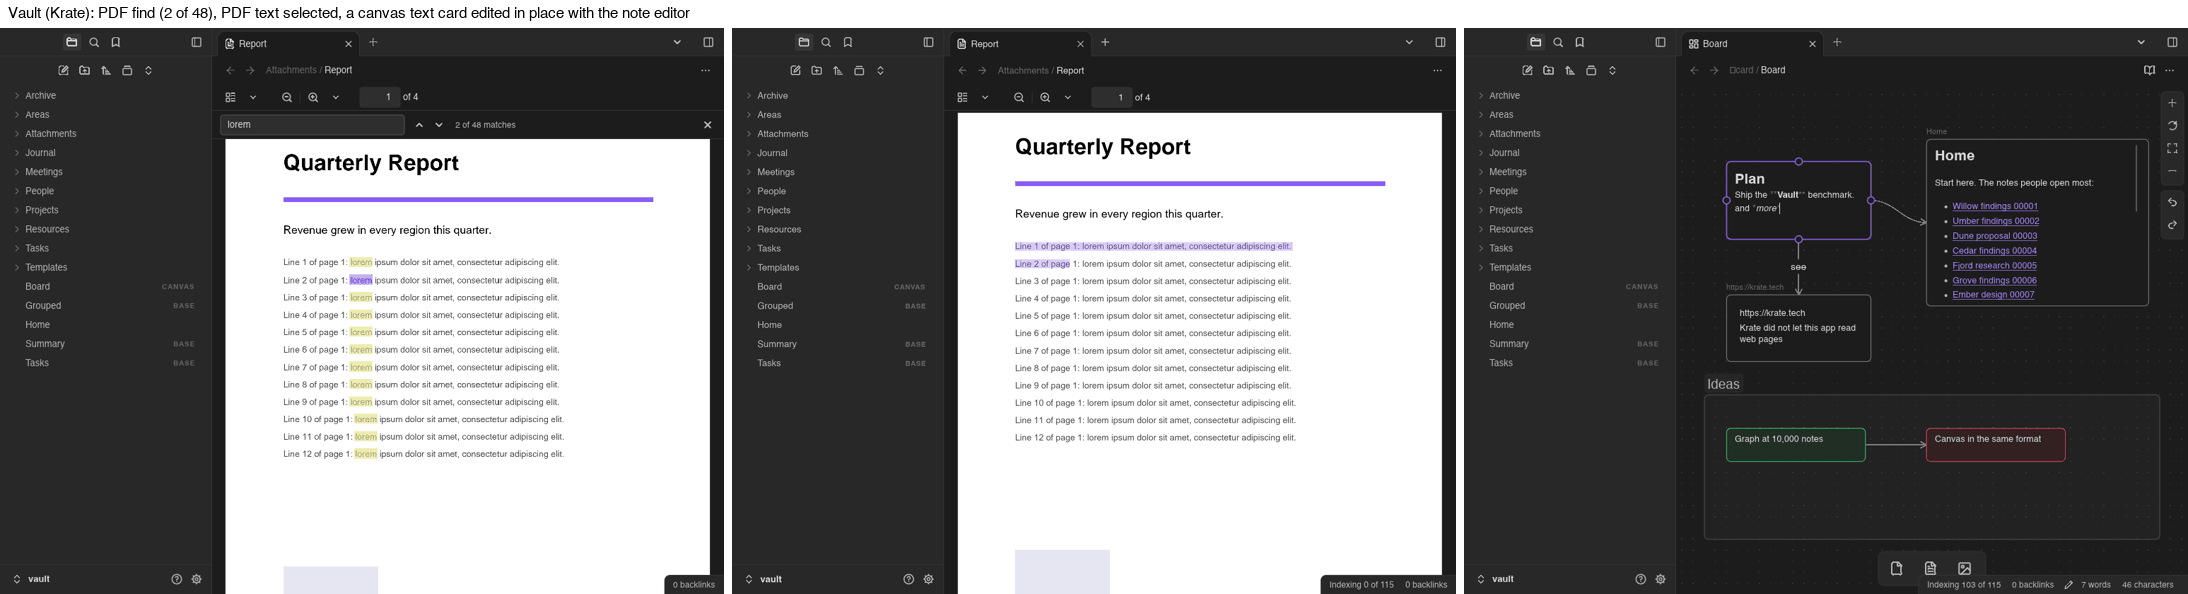 Vault (Krate): PDF find (2 of 48), PDF text selected, a canvas text card edited in place with the note editor
Report
Attachments / Report
1 of 4
lorem
2 of 48 matches
Archive
Areas
Attachments
Journal
Meetings
People
Projects
Resources
Tasks
Templates
Board CANVAS
Grouped BASE
Home
Summary BASE
Tasks BASE
vault
Quarterly Report
Revenue grew in every region this quarter.
Line 1 of page 1: lorem ipsum dolor sit amet, consectetur adipiscing elit.
Line 2 of page 1: lorem ipsum dolor sit amet, consectetur adipiscing elit.
Line 3 of page 1: lorem ipsum dolor sit amet, consectetur adipiscing elit.
Line 4 of page 1: lorem ipsum dolor sit amet, consectetur adipiscing elit.
Line 5 of page 1: lorem ipsum dolor sit amet, consectetur adipiscing elit.
Line 6 of page 1: lorem ipsum dolor sit amet, consectetur adipiscing elit.
Line 7 of page 1: lorem ipsum dolor sit amet, consectetur adipiscing elit.
Line 8 of page 1: lorem ipsum dolor sit amet, consectetur adipiscing elit.
Line 9 of page 1: lorem ipsum dolor sit amet, consectetur adipiscing elit.
Line 10 of page 1: lorem ipsum dolor sit amet, consectetur adipiscing elit.
Line 11 of page 1: lorem ipsum dolor sit amet, consectetur adipiscing elit.
Line 12 of page 1: lorem ipsum dolor sit amet, consectetur adipiscing elit.
0 backlinks
Report
Attachments / Report
1 of 4
Archive
Areas
Attachments
Journal
Meetings
People
Projects
Resources
Tasks
Templates
Board CANVAS
Grouped BASE
Home
Summary BASE
Tasks BASE
vault
Quarterly Report
Revenue grew in every region this quarter.
Line 1 of page 1: lorem ipsum dolor sit amet, consectetur adipiscing elit.
Line 2 of page 1: lorem ipsum dolor sit amet, consectetur adipiscing elit.
Line 3 of page 1: lorem ipsum dolor sit amet, consectetur adipiscing elit.
Line 4 of page 1: lorem ipsum dolor sit amet, consectetur adipiscing elit.
Line 5 of page 1: lorem ipsum dolor sit amet, consectetur adipiscing elit.
Line 6 of page 1: lorem ipsum dolor sit amet, consectetur adipiscing elit.
Line 7 of page 1: lorem ipsum dolor sit amet, consectetur adipiscing elit.
Line 8 of page 1: lorem ipsum dolor sit amet, consectetur adipiscing elit.
Line 9 of page 1: lorem ipsum dolor sit amet, consectetur adipiscing elit.
Line 10 of page 1: lorem ipsum dolor sit amet, consectetur adipiscing elit.
Line 11 of page 1: lorem ipsum dolor sit amet, consectetur adipiscing elit.
Line 12 of page 1: lorem ipsum dolor sit amet, consectetur adipiscing elit.
Indexing 0 of 115 0 backlinks
Board
card / Board
Archive
Areas
Attachments
Journal
Meetings
People
Projects
Resources
Tasks
Templates
Board CANVAS
Grouped BASE
Home
Summary BASE
Tasks BASE
vault
Plan
Ship the **Vault** benchmark.
and *more*
see
https://krate.tech
https://krate.tech
Krate did not let this app read
web pages
Home
Home
Start here. The notes people open most:
• Willow findings 00001
• Umber findings 00002
• Dune proposal 00003
• Cedar findings 00004
• Fjord research 00005
• Grove findings 00006
• Ember design 00007
Ideas
Graph at 10,000 notes
Canvas in the same format
Indexing 103 of 115 0 backlinks 7 words 46 characters